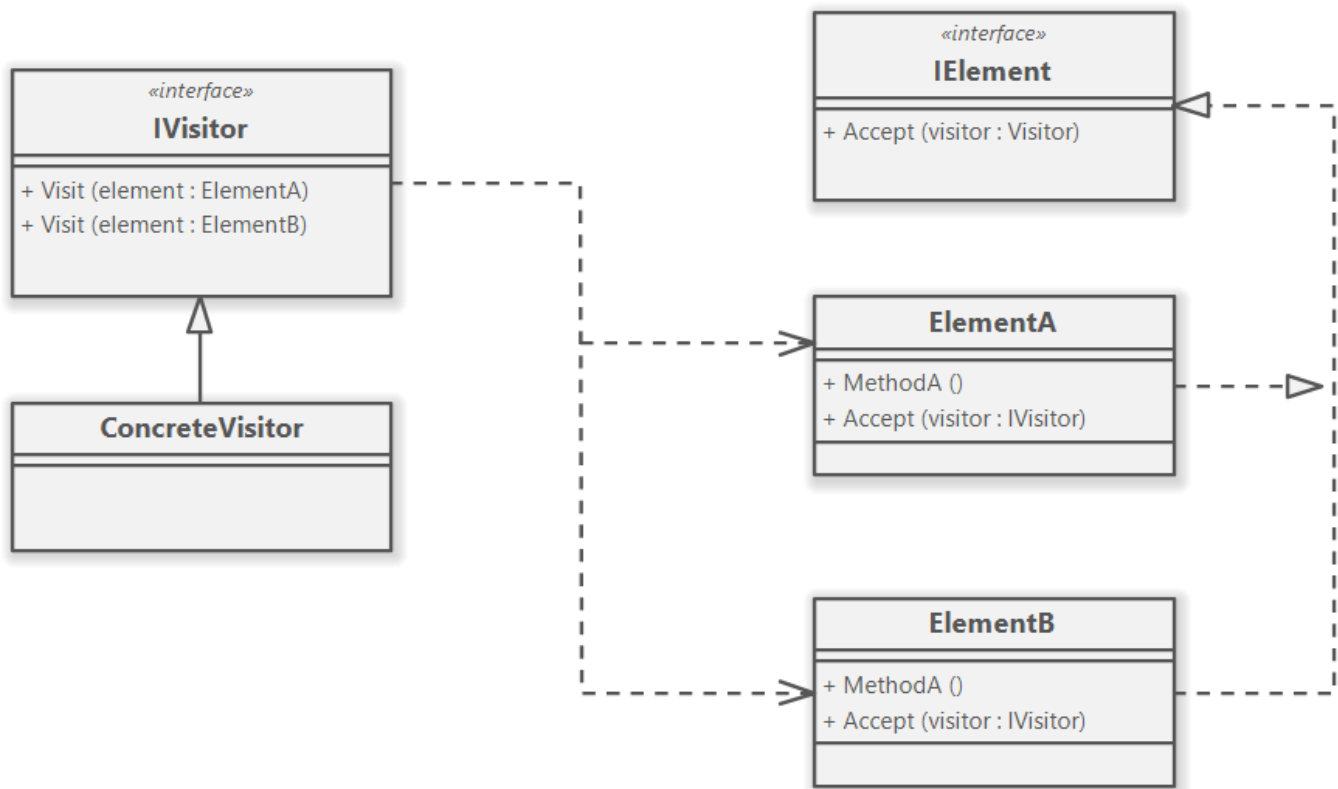 «interface»
IVisitor
+ Visit (element : ElementA)
+ Visit (element : ElementB)
ConcreteVisitor
«interface»
IElement
+ Accept (visitor : Visitor)
ElementA
+ MethodA ()
+ Accept (visitor : IVisitor)
ElementB
+ MethodA ()
+ Accept (visitor : IVisitor)